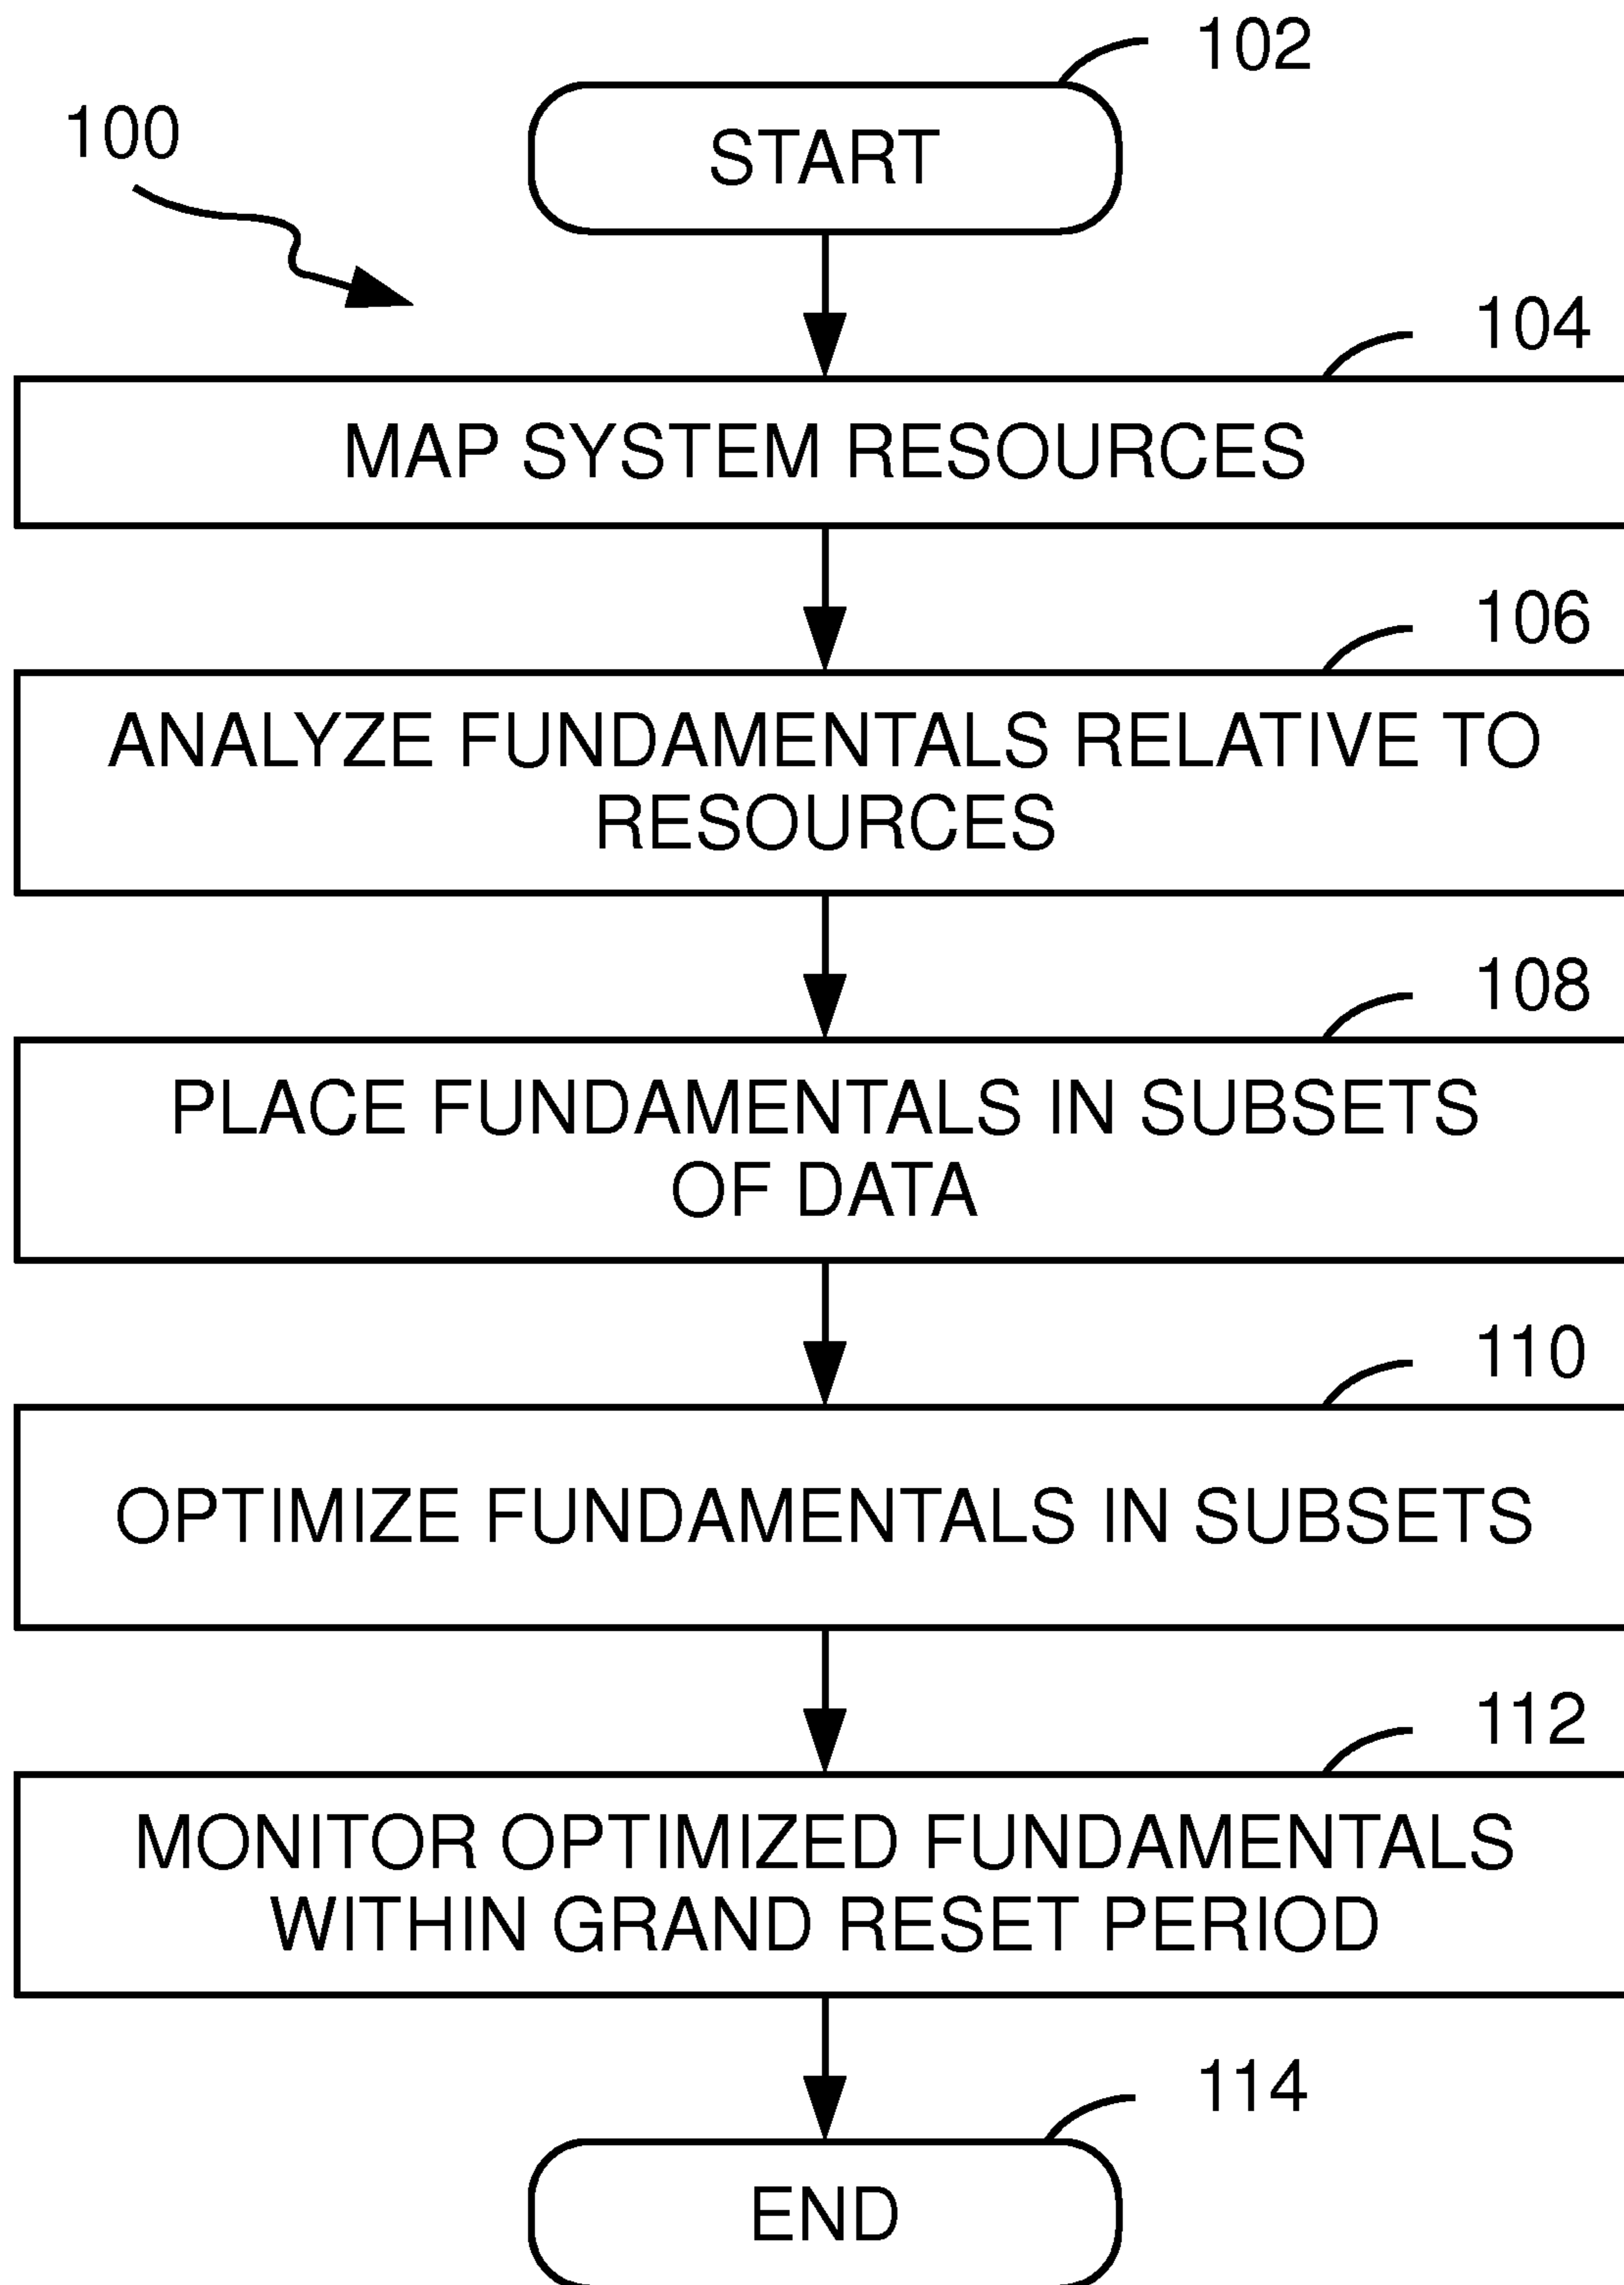 102
100
START
104
MAP SYSTEM RESOURCES
106
ANALYZE FUNDAMENTALS RELATIVE TO
RESOURCES
108
PLACE FUNDAMENTALS IN SUBSETS
OF DATA
110
OPTIMIZE FUNDAMENTALS IN SUBSETS
112
MONITOR OPTIMIZED FUNDAMENTALS
WITHIN GRAND RESET PERIOD
114
END